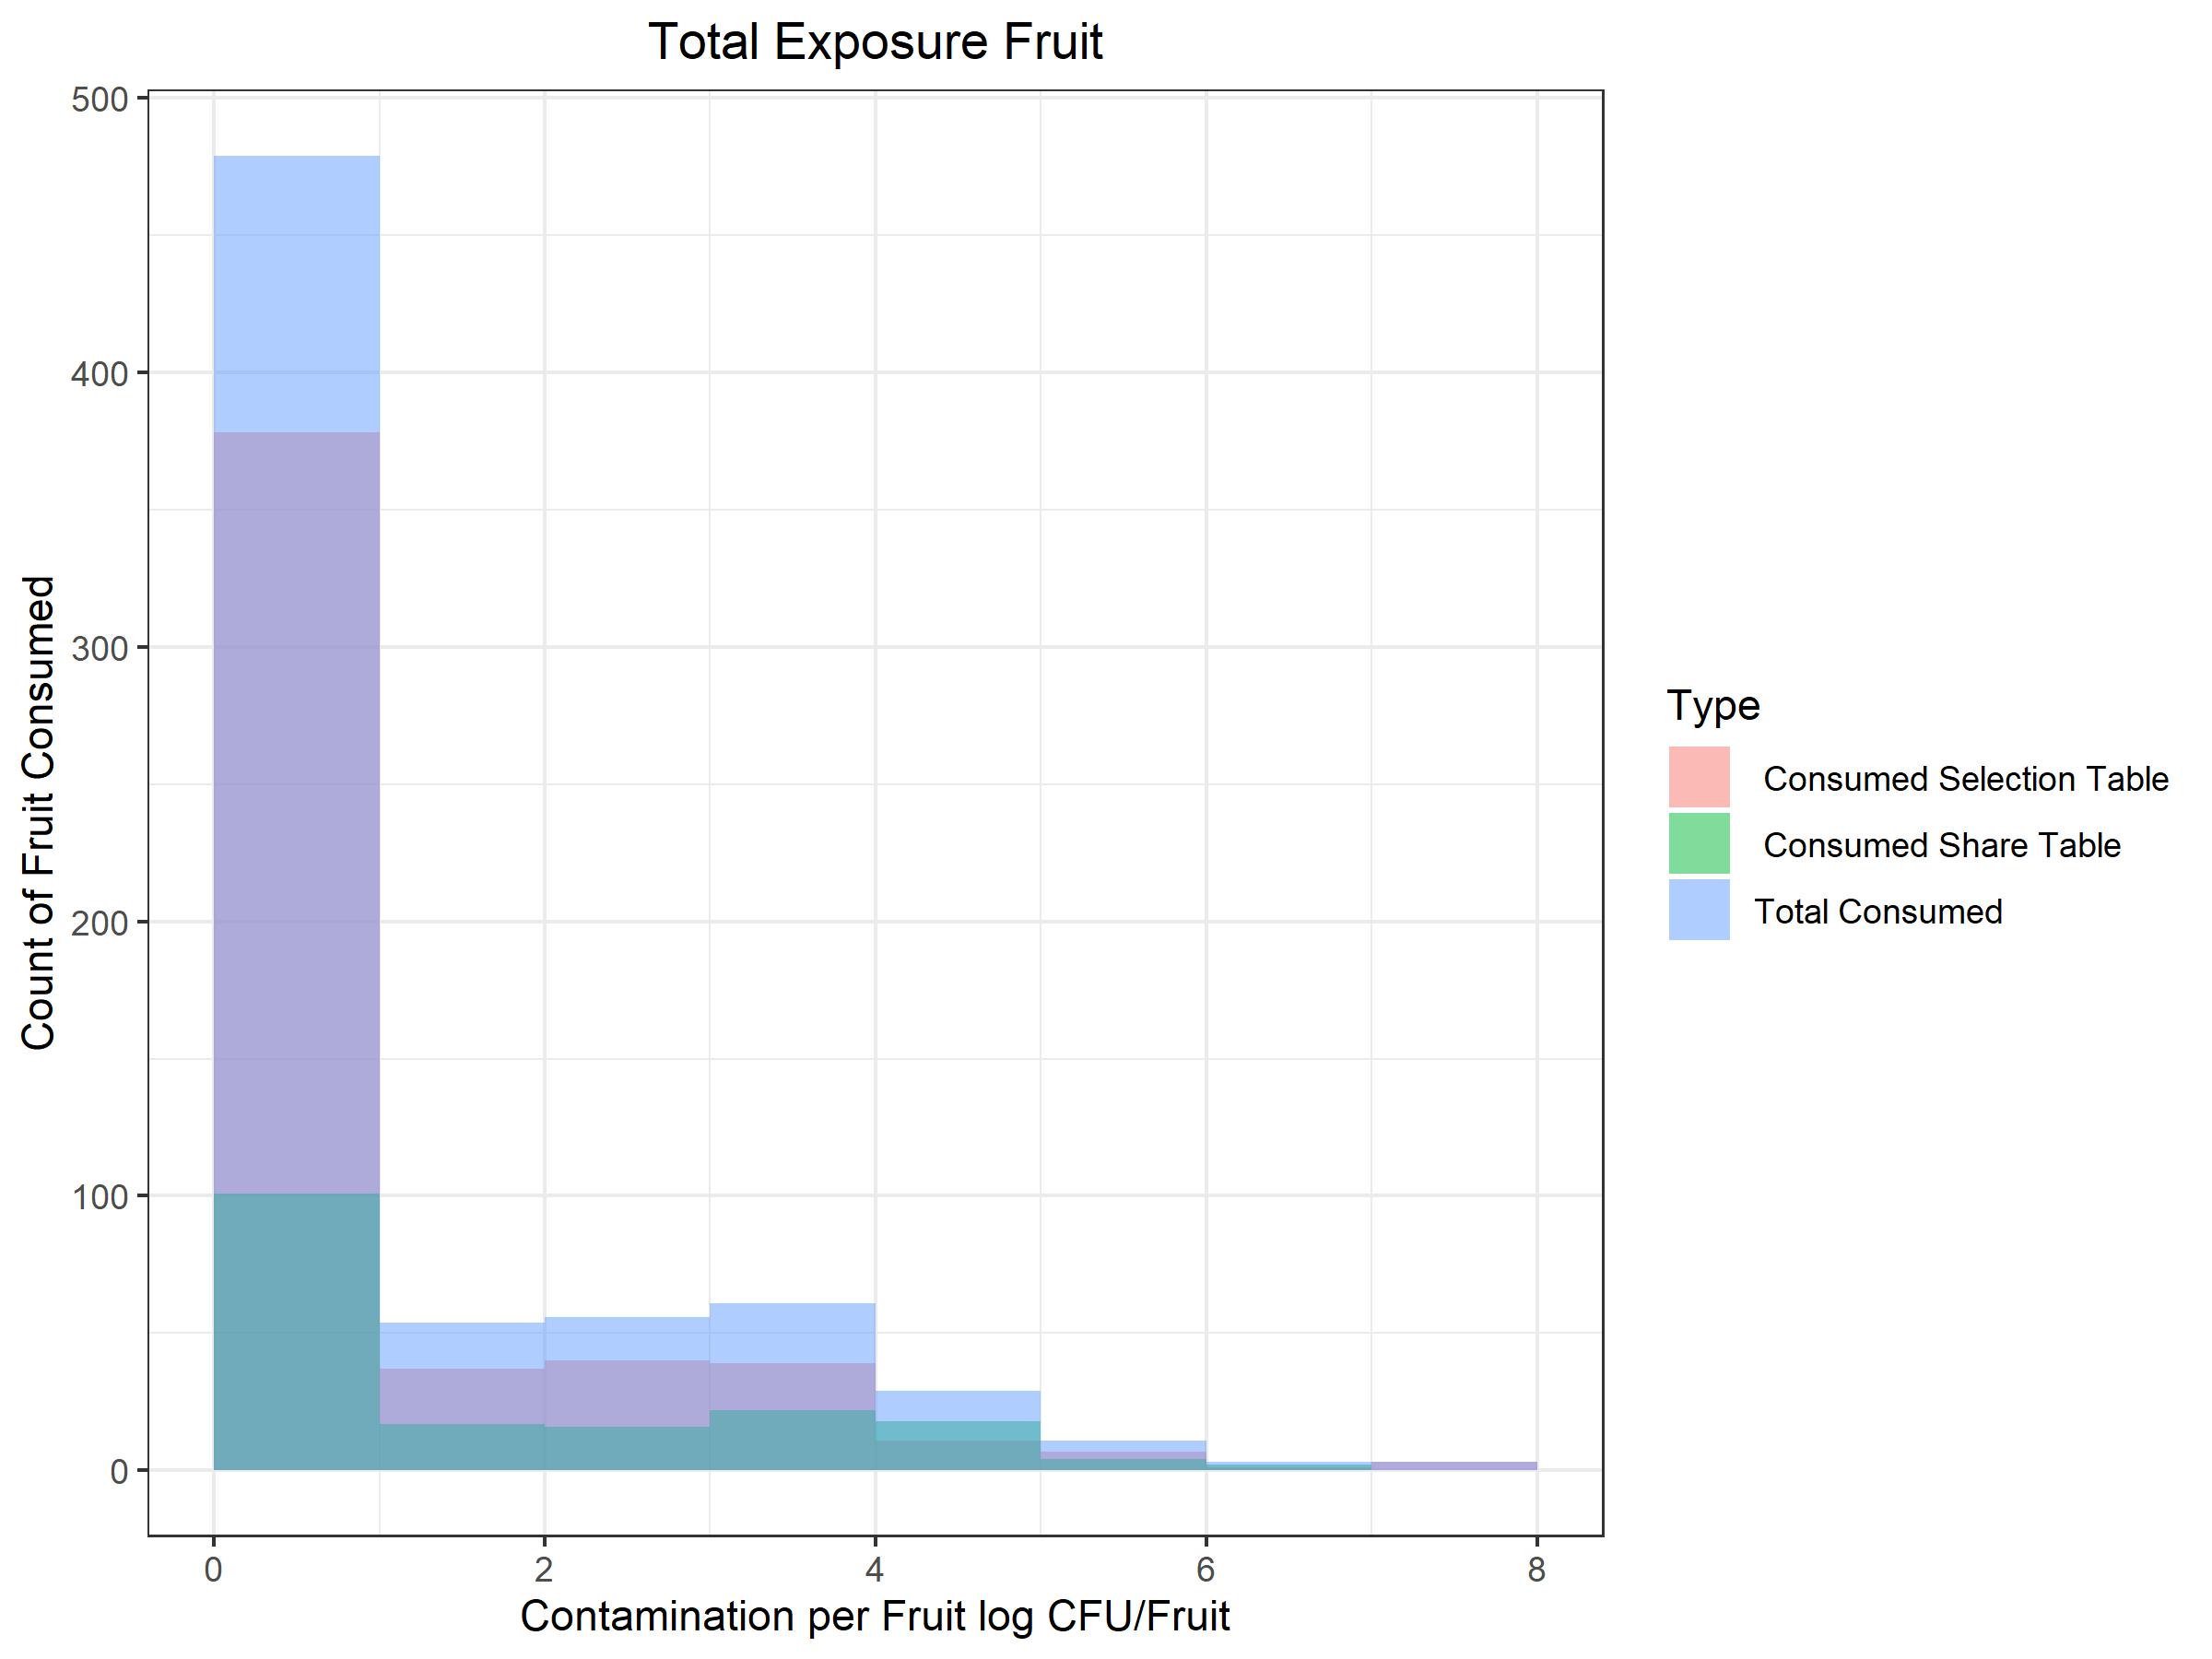 Total Exposure Fruit
500
400
300
200
100
0
Count of Fruit Consumed
0 2 4 6 8
Contamination per Fruit log CFU/Fruit
Type
Consumed Selection Table
Consumed Share Table
Total Consumed